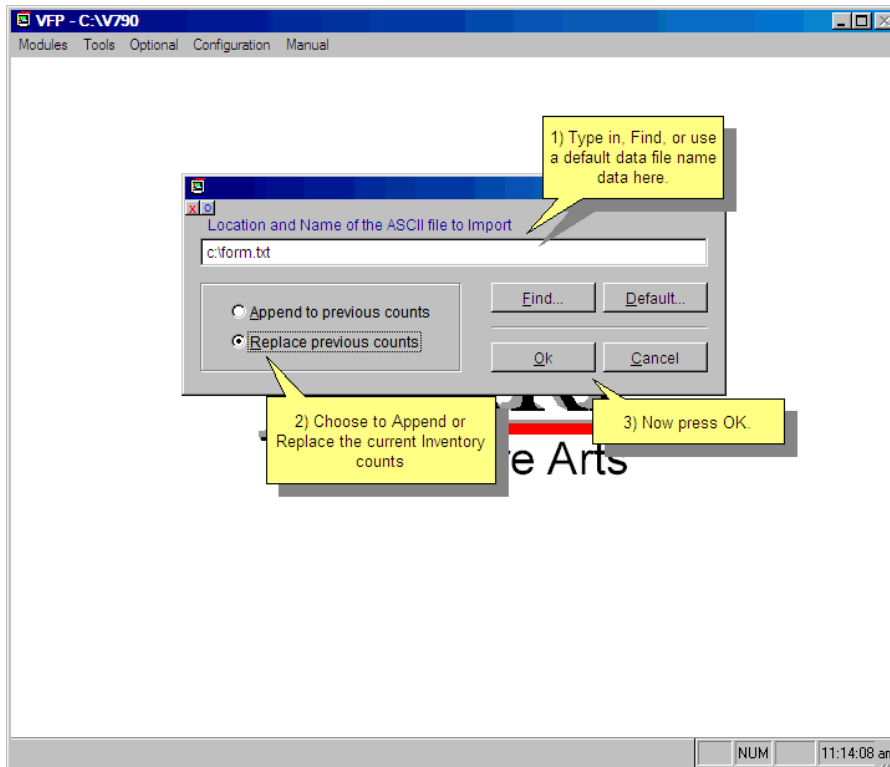 VFP - C:\V790
Modules Tools Optional Configuration Manual
1) Type in, Find, or use
a default data file name
data here.
Location and Name of the ASCII file to Import
c:\form.txt
Append to previous counts
Replace previous counts
Find...
Default...
Ok
Cancel
2) Choose to Append or
Replace the current Inventory
counts
3) Now press OK.
Arts
NUM
11:14:08 am